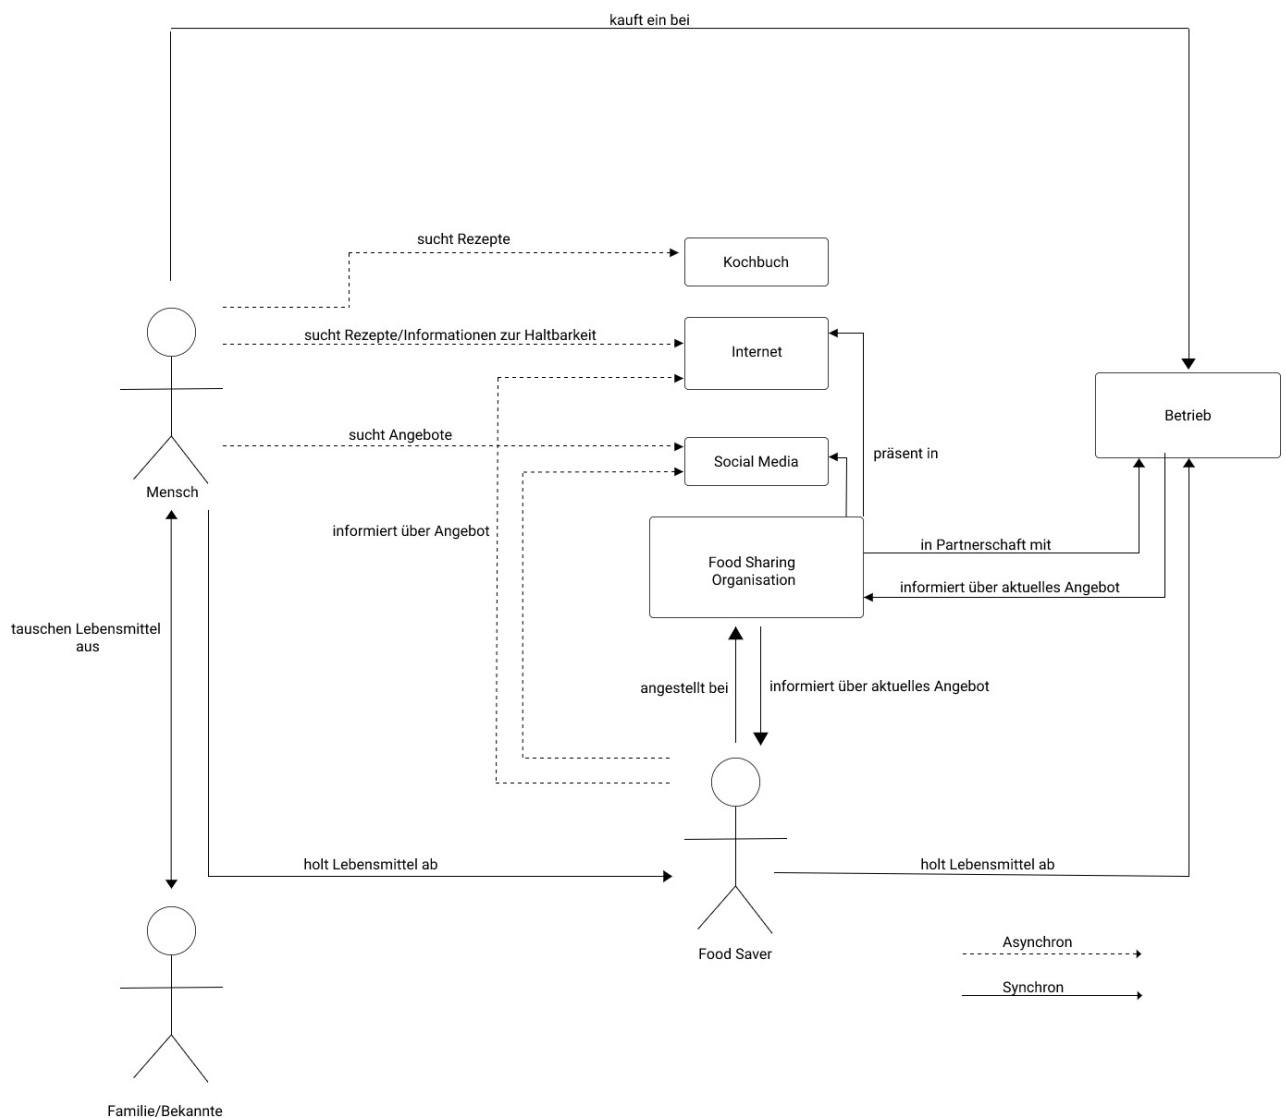 kauft ein bei
sucht Rezepte
Kochbuch
sucht Rezepte/Informationen zur Haltbarkeit
Internet
Betrieb
sucht Angebote
Social Media
präsent in
Mensch
informiert über Angebot
in Partnerschaft mit
Food Sharing
Organisation
informiert über aktuelles Angebot
tauschen Lebensmittel
aus
angestellt bei
informiert über aktuelles Angebot
holt Lebensmittel ab
holt Lebensmittel ab
Food Saver
Asynchron
Synchron
Familie/Bekannte